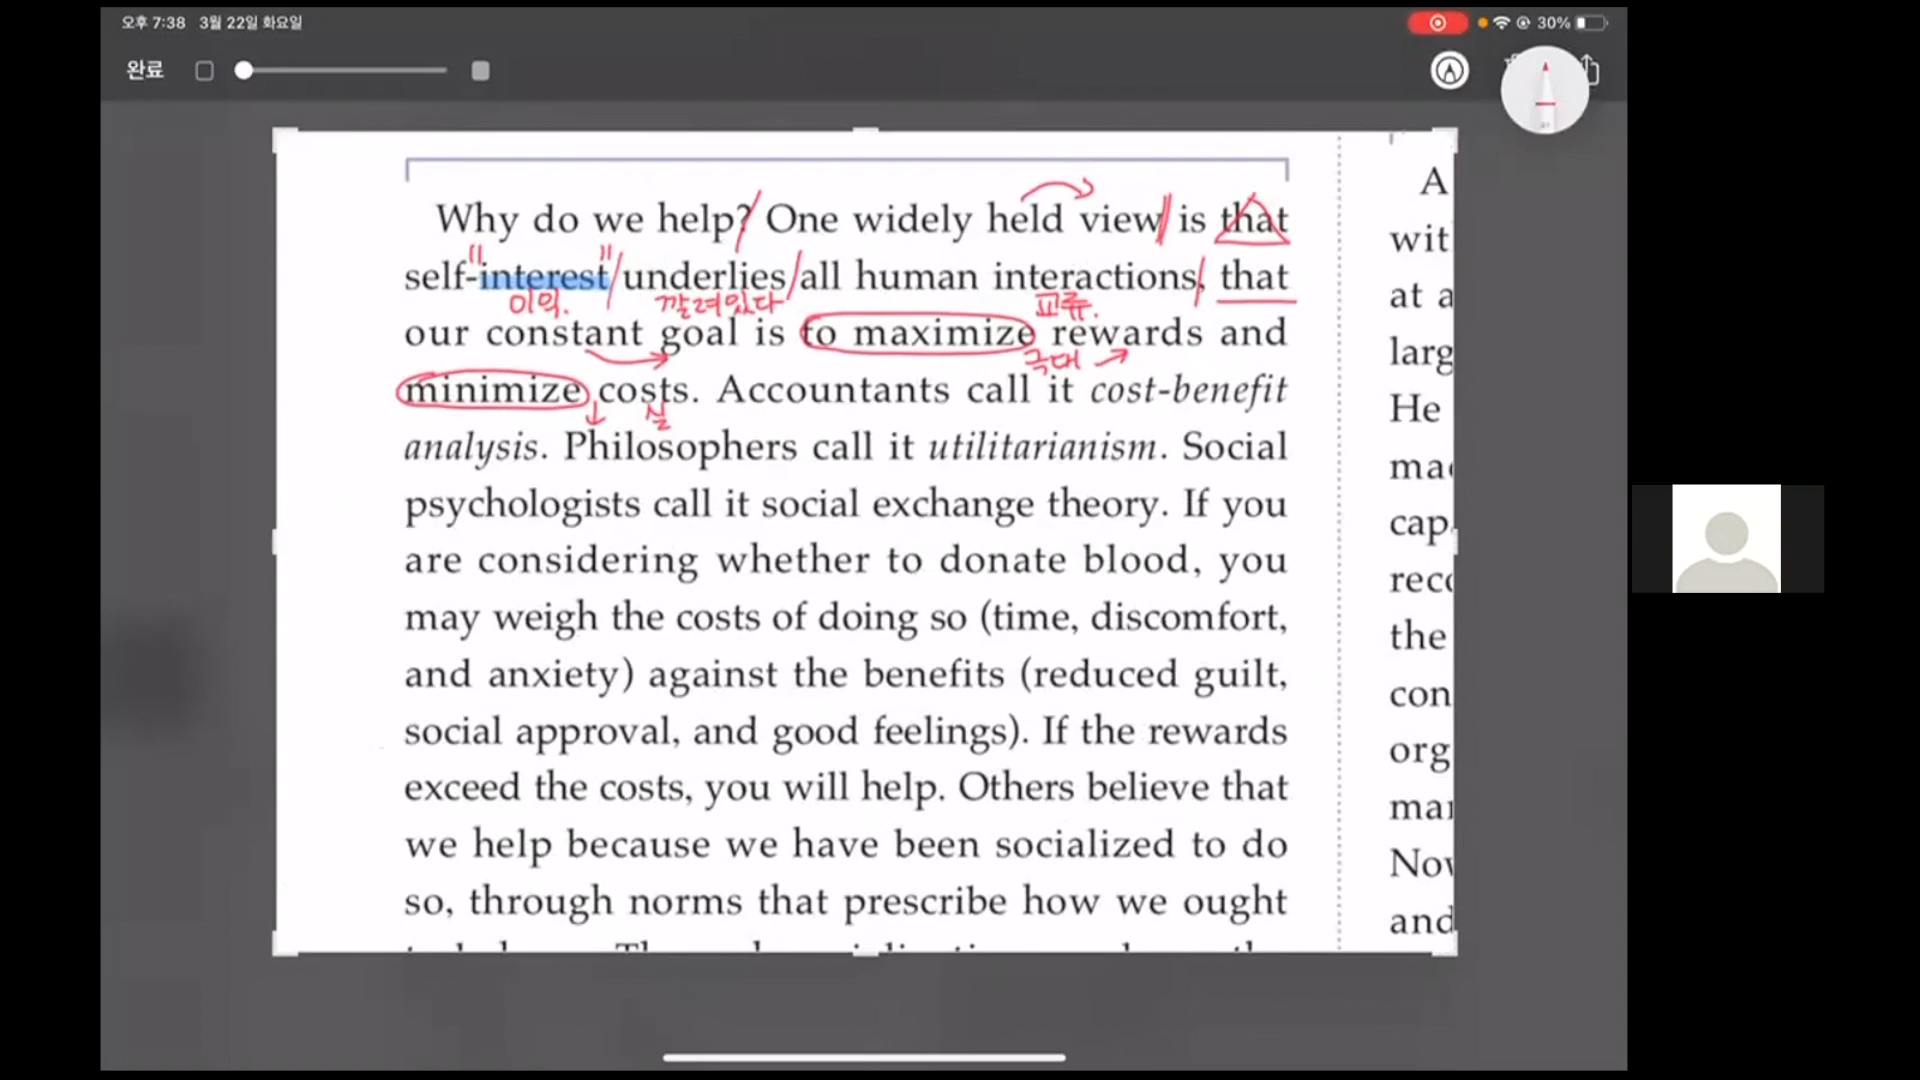 오후 7:38 3월 22일 화요일
30%
완료
Why do we help? One widely held view is that
self-interest underlies all human interactions, that
이익. 깔려있다 교류.
our constant goal is to maximize rewards and
극대
minimize costs. Accountants call it cost-benefit
실
analysis. Philosophers call it utilitarianism. Social
psychologists call it social exchange theory. If you
are considering whether to donate blood, you
may weigh the costs of doing so (time, discomfort,
and anxiety) against the benefits (reduced guilt,
social approval, and good feelings). If the rewards
exceed the costs, you will help. Others believe that
we help because we have been socialized to do
so, through norms that prescribe how we ought
A
wit
at a
larg
He
ma
cap
rec
the
con
org
mar
Nov
and